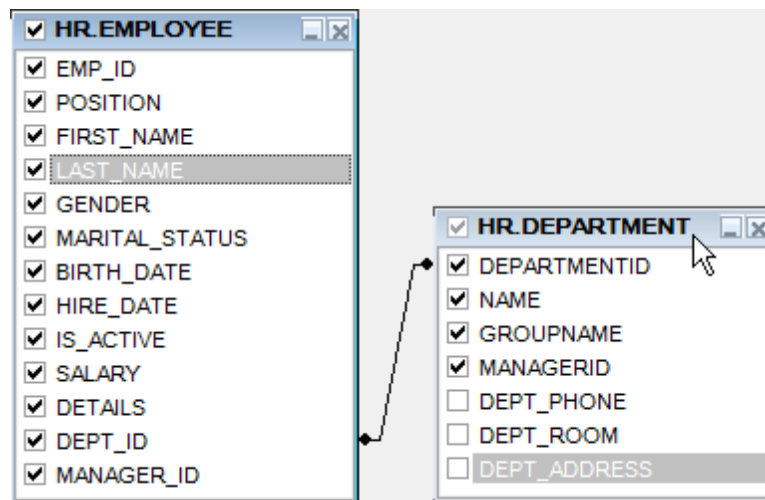 HR.EMPLOYEE
EMP_ID
POSITION
FIRST_NAME
LAST_NAME
GENDER
MARITAL_STATUS
BIRTH_DATE
HIRE_DATE
IS_ACTIVE
SALARY
DETAILS
DEPT_ID
MANAGER_ID
HR.DEPARTMENT
DEPARTMENTID
NAME
GROUPNAME
MANAGERID
DEPT_PHONE
DEPT_ROOM
DEPT_ADDRESS